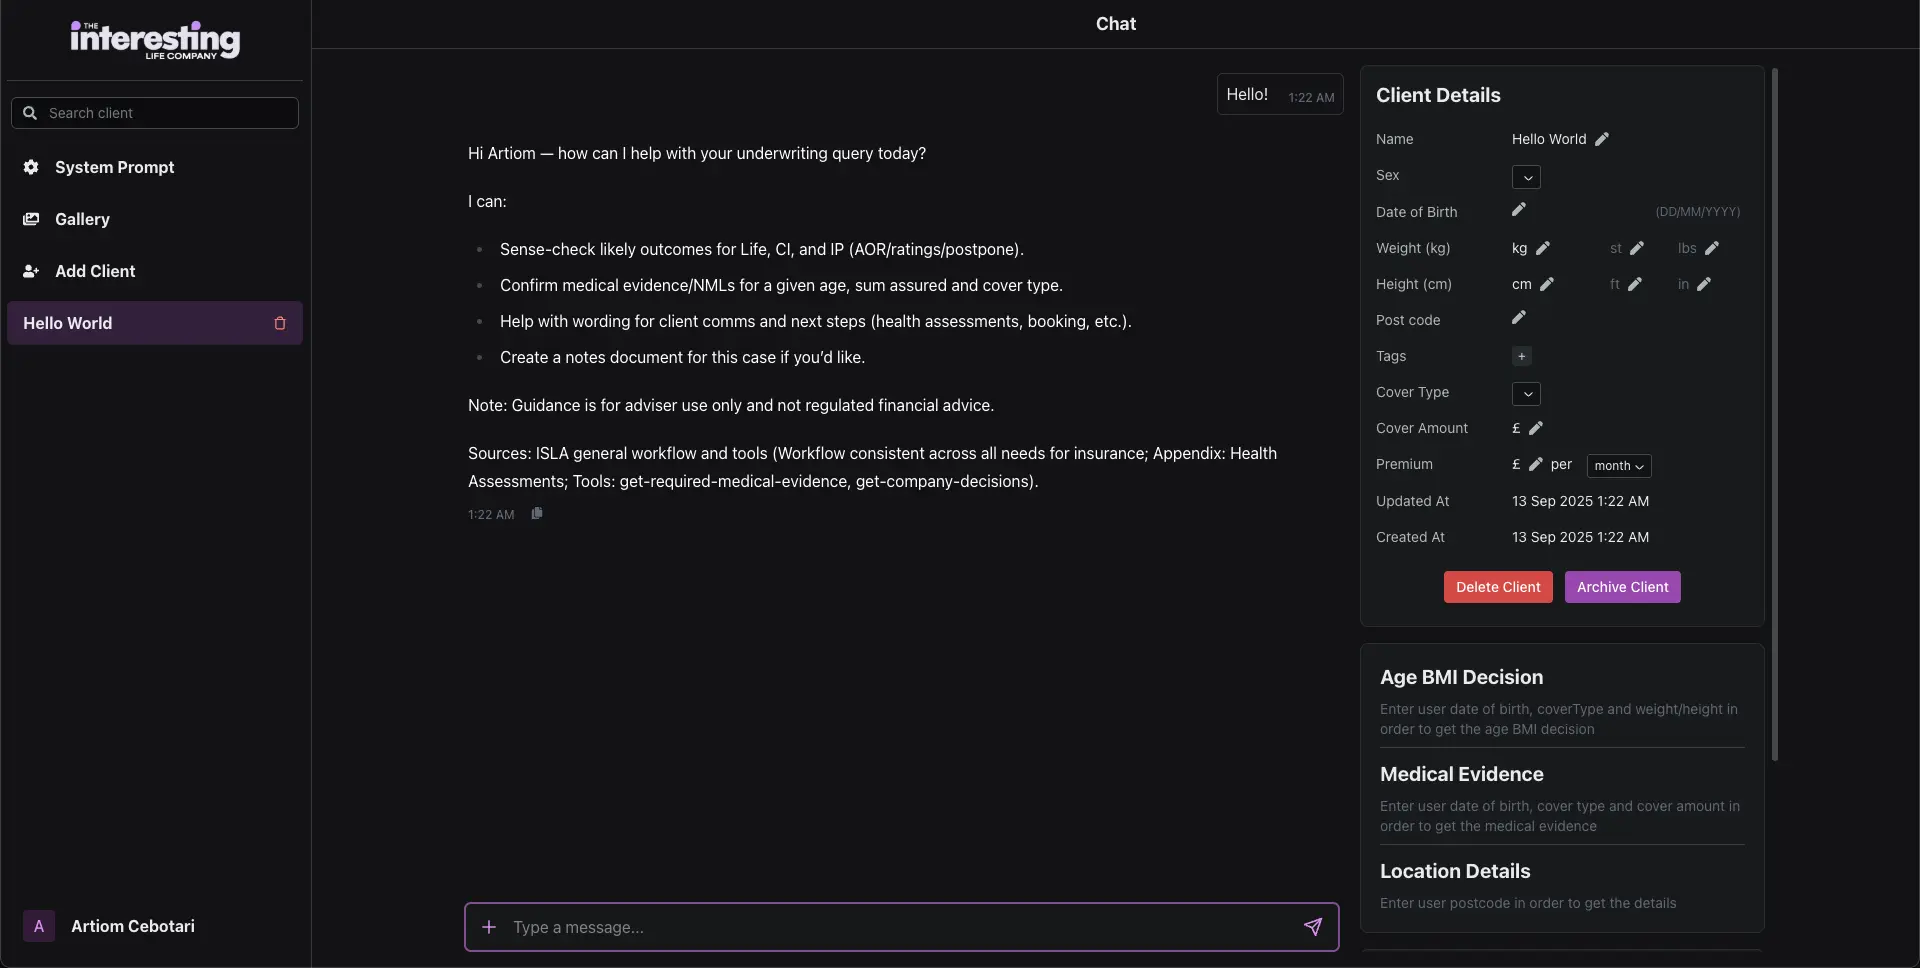 THE
interesting
LIFE COMPANY
Search client
System Prompt
Gallery
Add Client
Hello World
A
Artiom Cebotari
Chat
Hello!
1:22 AM
Hi Artiom — how can I help with your underwriting query today?
I can:
Sense-check likely outcomes for Life, CI, and IP (AOR/ratings/postpone).
Confirm medical evidence/NMLs for a given age, sum assured and cover type.
Help with wording for client comms and next steps (health assessments, booking, etc.).
Create a notes document for this case if you’d like.
Note: Guidance is for adviser use only and not regulated financial advice.
Sources: ISLA general workflow and tools (Workflow consistent across all needs for insurance; Appendix: Health
Assessments; Tools: get-required-medical-evidence, get-company-decisions).
1:22 AM
Type a message...
Client Details
Name Hello World
Sex
Date of Birth (DD/MM/YYYY)
Weight (kg) kg st lbs
Height (cm) cm ft in
Post code
Tags +
Cover Type
Cover Amount £
Premium £ per month
Updated At 13 Sep 2025 1:22 AM
Created At 13 Sep 2025 1:22 AM
Delete Client Archive Client
Age BMI Decision
Enter user date of birth, coverType and weight/height in
order to get the age BMI decision
Medical Evidence
Enter user date of birth, cover type and cover amount in
order to get the medical evidence
Location Details
Enter user postcode in order to get the details